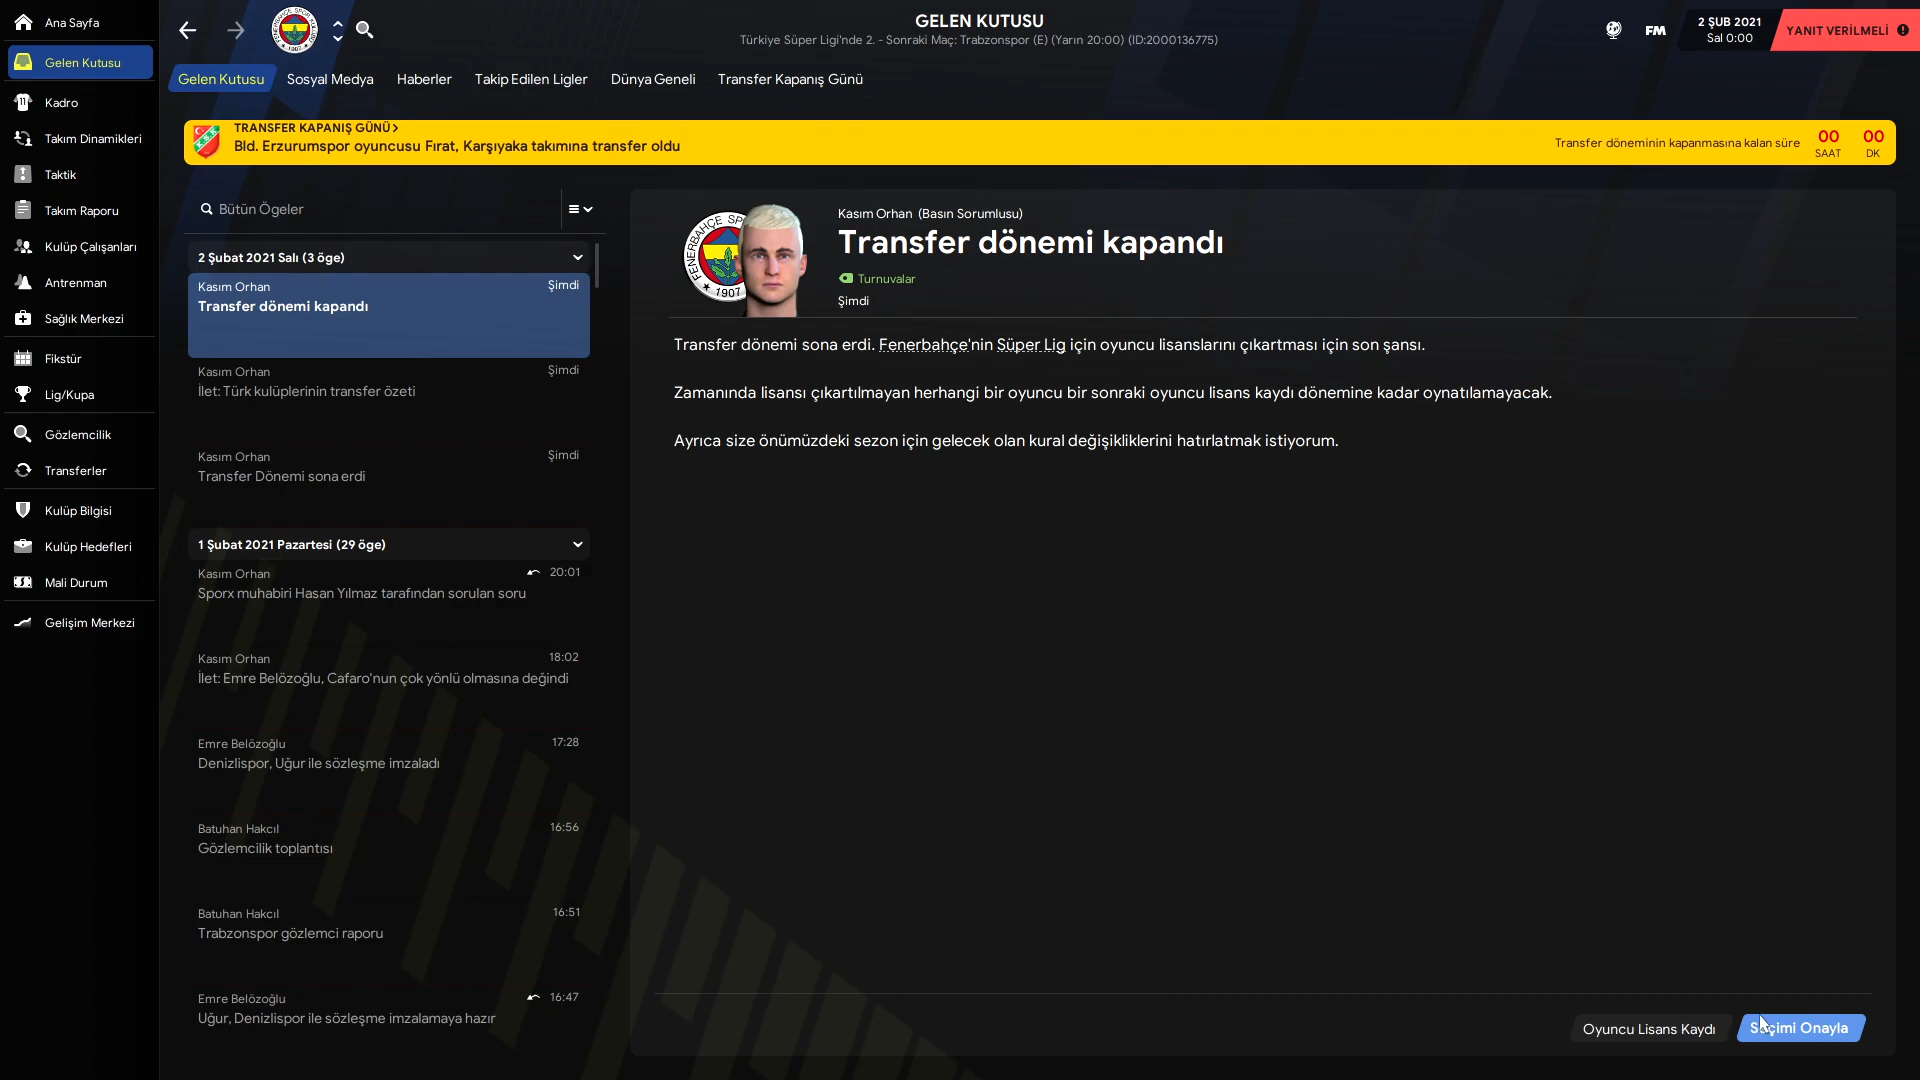 Ana Sayfa
Gelen Kutusu
Kadro
Takım Dinamikleri
Taktik
Takım Raporu
Kulüp Çalışanları
Antrenman
Sağlık Merkezi
Fikstür
Lig/Kupa
Gözlemcilik
Transferler
Kulüp Bilgisi
Kulüp Hedefleri
Mali Durum
Gelişim Merkezi
GELEN KUTUSU
Türkiye Süper Ligi'nde 2. - Sonraki Maç: Trabzonspor (E) (Yarın 20:00) (ID:2000136775)
FM
2 ŞUB 2021
Sal 0:00
YANIT VERİLMELİ
Gelen Kutusu Sosyal Medya Haberler Takip Edilen Ligler Dünya Geneli Transfer Kapanış Günü
TRANSFER KAPANIŞ GÜNÜ>
Bld. Erzurumspor oyuncusu Fırat, Karşıyaka takımına transfer oldu
Transfer döneminin kapanmasına kalan süre
00 SAAT
00 DK
Bütün Ögeler
2 Şubat 2021 Salı (3 öge)
Kasım Orhan Şimdi
Transfer dönemi kapandı
Kasım Orhan Şimdi
İlet: Türk kulüplerinin transfer özeti
Kasım Orhan Şimdi
Transfer Dönemi sona erdi
1 Şubat 2021 Pazartesi (29 öge)
Kasım Orhan 20:01
Sporx muhabiri Hasan Yılmaz tarafından sorulan soru
Kasım Orhan 18:02
İlet: Emre Belözoğlu, Cafaro'nun çok yönlü olmasına değindi
Emre Belözoğlu 17:28
Denizlispor, Uğur ile sözleşme imzaladı
Batuhan Hakcıl 16:56
Gözlemcilik toplantısı
Batuhan Hakcıl 16:51
Trabzonspor gözlemci raporu
Emre Belözoğlu 16:47
Uğur, Denizlispor ile sözleşme imzalamaya hazır
FENERBAHÇE SP
1907
Kasım Orhan (Basın Sorumlusu)
Transfer dönemi kapandı
Turnuvalar
Şimdi
Transfer dönemi sona erdi. Fenerbahçe'nin Süper Lig için oyuncu lisanslarını çıkartması için son şansı.
Zamanında lisansı çıkartılmayan herhangi bir oyuncu bir sonraki oyuncu lisans kaydı dönemine kadar oynatılamayacak.
Ayrıca size önümüzdeki sezon için gelecek olan kural değişikliklerini hatırlatmak istiyorum.
Oyuncu Lisans Kaydı
Seçimi Onayla